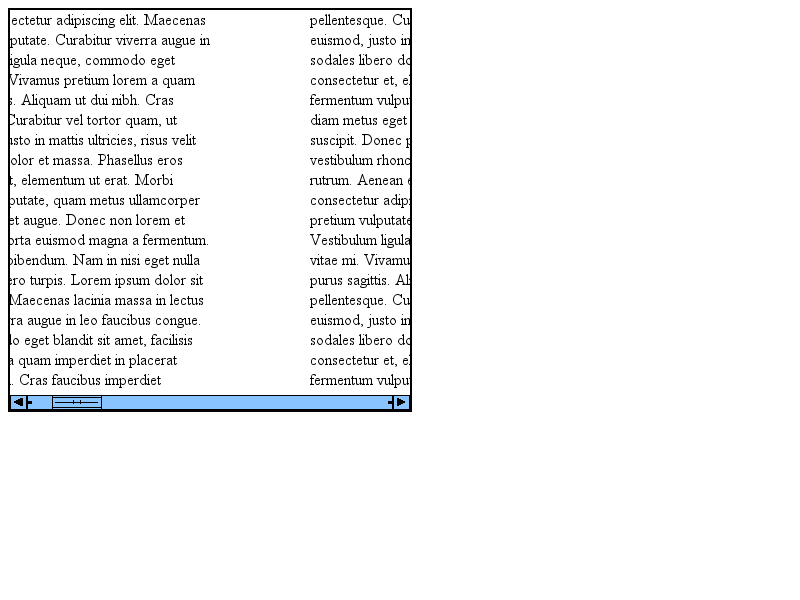 ectetur adipiscing elit. Maecenas
putate. Curabitur viverra augue in
igula neque, commodo eget
Vivamus pretium lorem a quam
s. Aliquam ut dui nibh. Cras
Curabitur vel tortor quam, ut
usto in mattis ultricies, risus velit
olor et massa. Phasellus eros
t, elementum ut erat. Morbi
putate, quam metus ullamcorper
et augue. Donec non lorem et
orta euismod magna a fermentum.
bibendum. Nam in nisi eget nulla
ero turpis. Lorem ipsum dolor sit
Maecenas lacinia massa in lectus
ra augue in leo faucibus congue.
do eget blandit sit amet, facilisis
a quam imperdiet in placerat
. Cras faucibus imperdiet
pellentesque. Cu
euismod, justo in
sodales libero do
consectetur et, el
fermentum vulpu
diam metus eget
suscipit. Donec p
vestibulum rhonc
rutrum. Aenean e
consectetur adipi
pretium vulputate
Vestibulum ligula
vitae mi. Vivamu
purus sagittis. Al
pellentesque. Cu
euismod, justo in
sodales libero do
consectetur et, el
fermentum vulpu